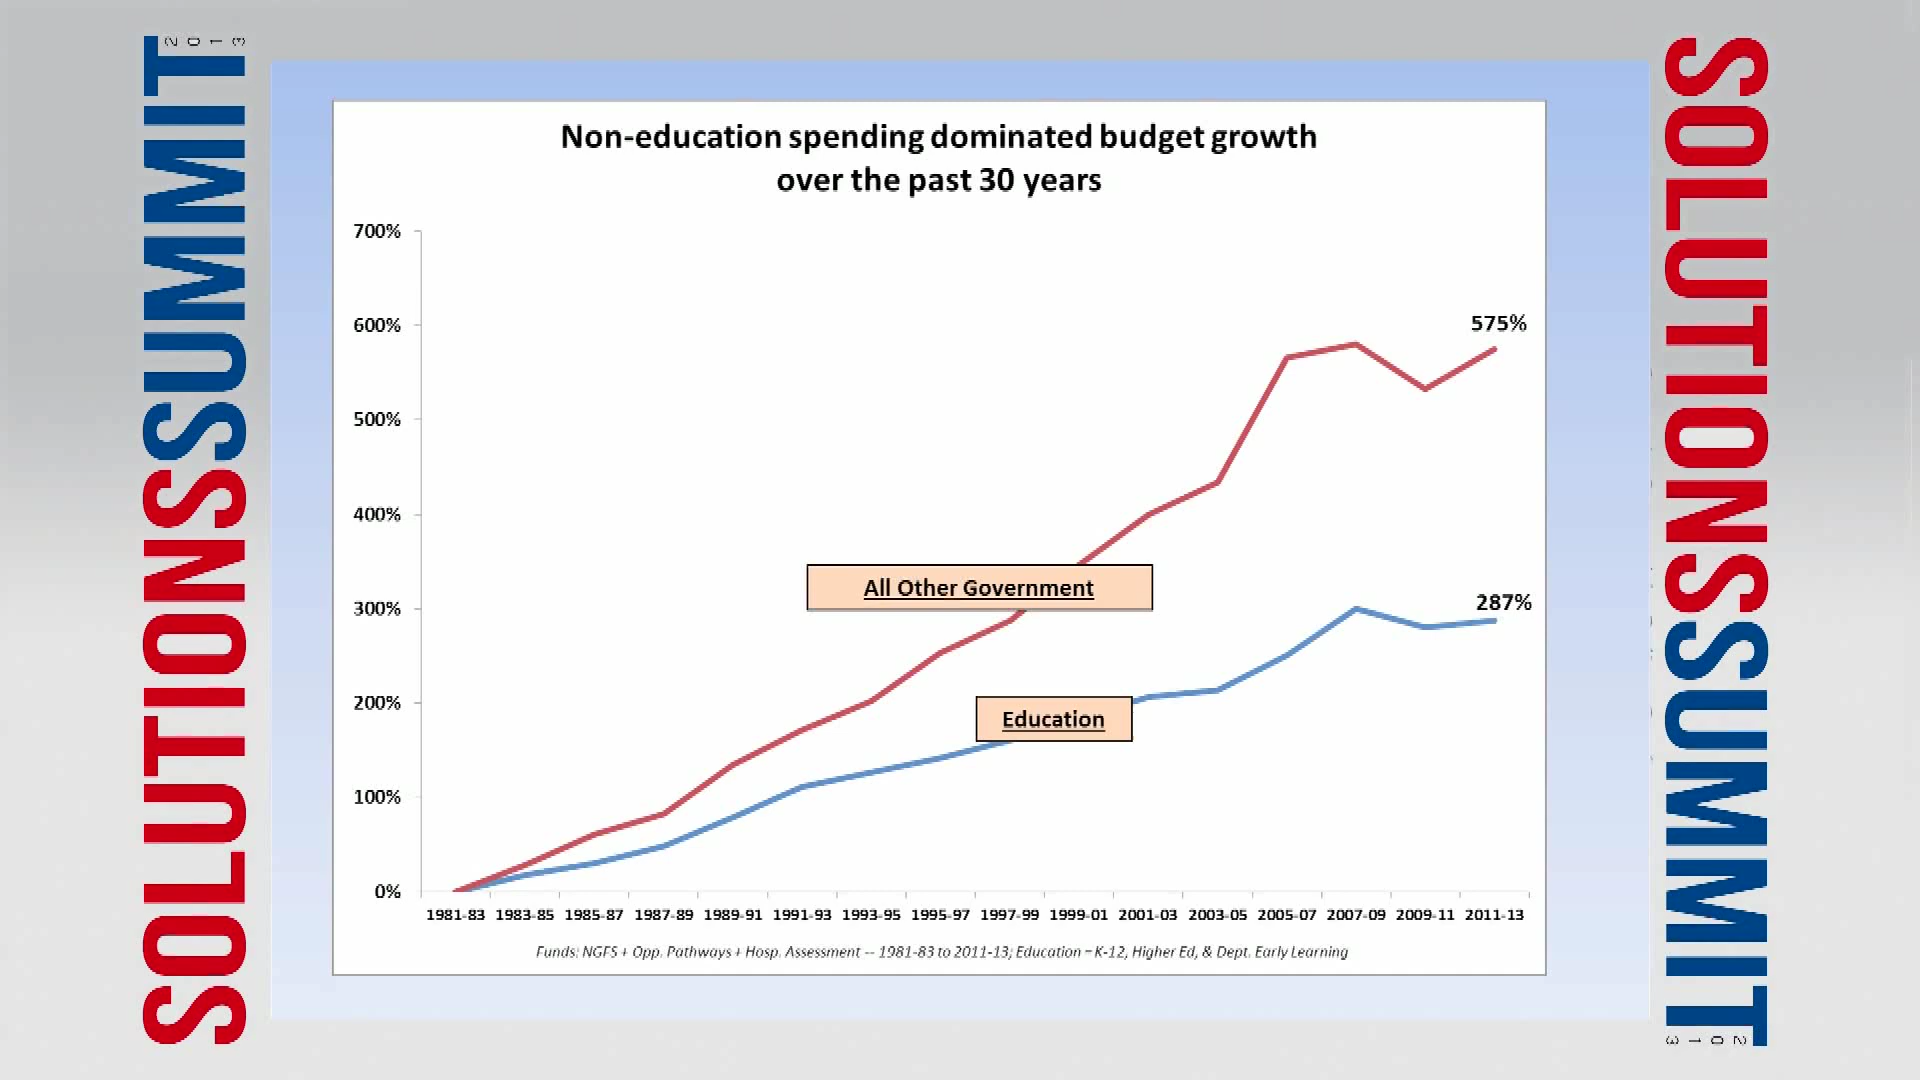 SOLUTIONSSUMMIT
2013
Non-education spending dominated budget growth
over the past 30 years
700%
600%
500%
400%
300%
200%
100%
0%
575%
287%
All Other Government
Education
1981-83 1983-85 1985-87 1987-89 1989-91 1991-93 1993-95 1995-97 1997-99 1999-01 2001-03 2003-05 2005-07 2007-09 2009-11 2011-13
Funds: NGFS + Opp. Pathways + Hosp. Assessment -- 1981-83 to 2011-13; Education = K-12, Higher Ed, & Dept. Early Learning
SOLUTIONSSUMMIT
2013